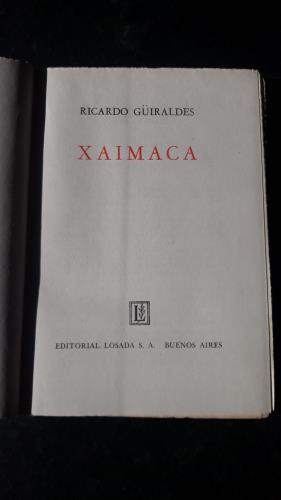 RICARDO GÜIRALDES
XAIMACA
EDITORIAL LOSADA S. A. BUENOS AIRES